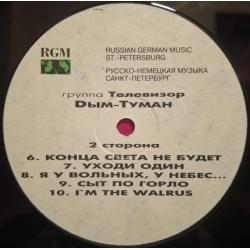 RGM
RUSSIAN GERMAN MUSIC
ST.-PETERSBURG
РУССКО-НЕМЕЦКАЯ МУЗЫКА
САНКТ-ПЕТЕРБУРГ
группа Телевизор
Dым-Туман
2 сторона
6. КОНЦА СВЕТА НЕ БУДЕТ
7. УХОДИ ОДИН
8. Я У ВОЛЬНЫХ, У НЕБЕС...
9. СЫТ ПО ГОРЛО
10. I'M THE WALRUS